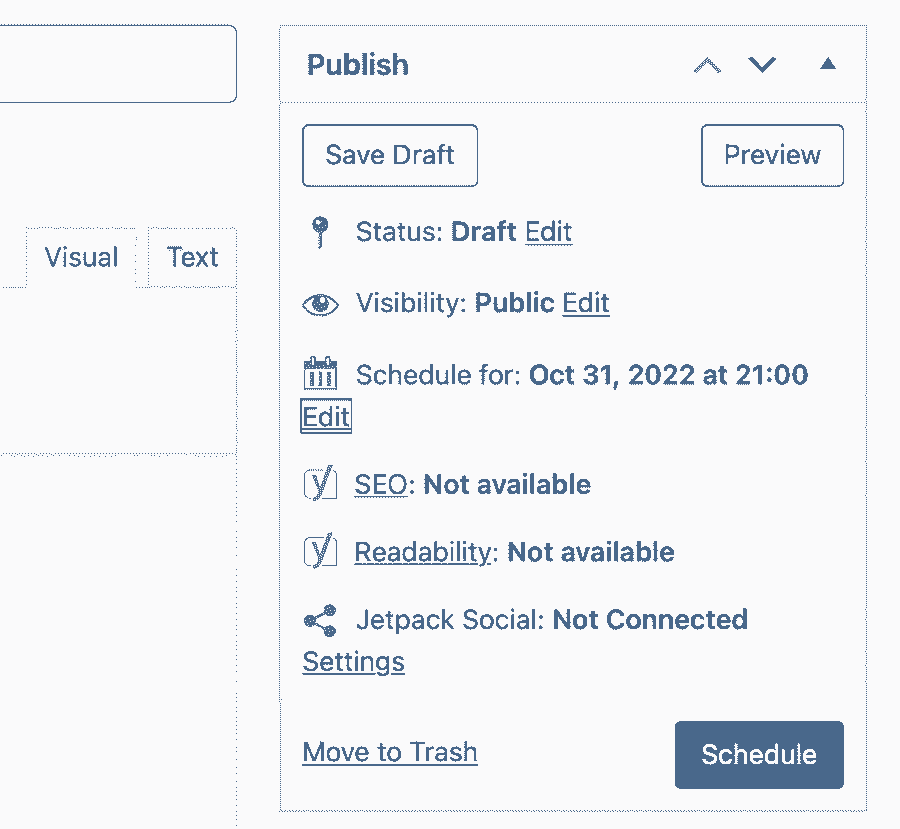 Publish
Save Draft Preview
Visual Text
Status: Draft Edit
Visibility: Public Edit
Schedule for: Oct 31, 2022 at 21:00
Edit
SEO: Not available
Readability: Not available
Jetpack Social: Not Connected
Settings
Move to Trash Schedule